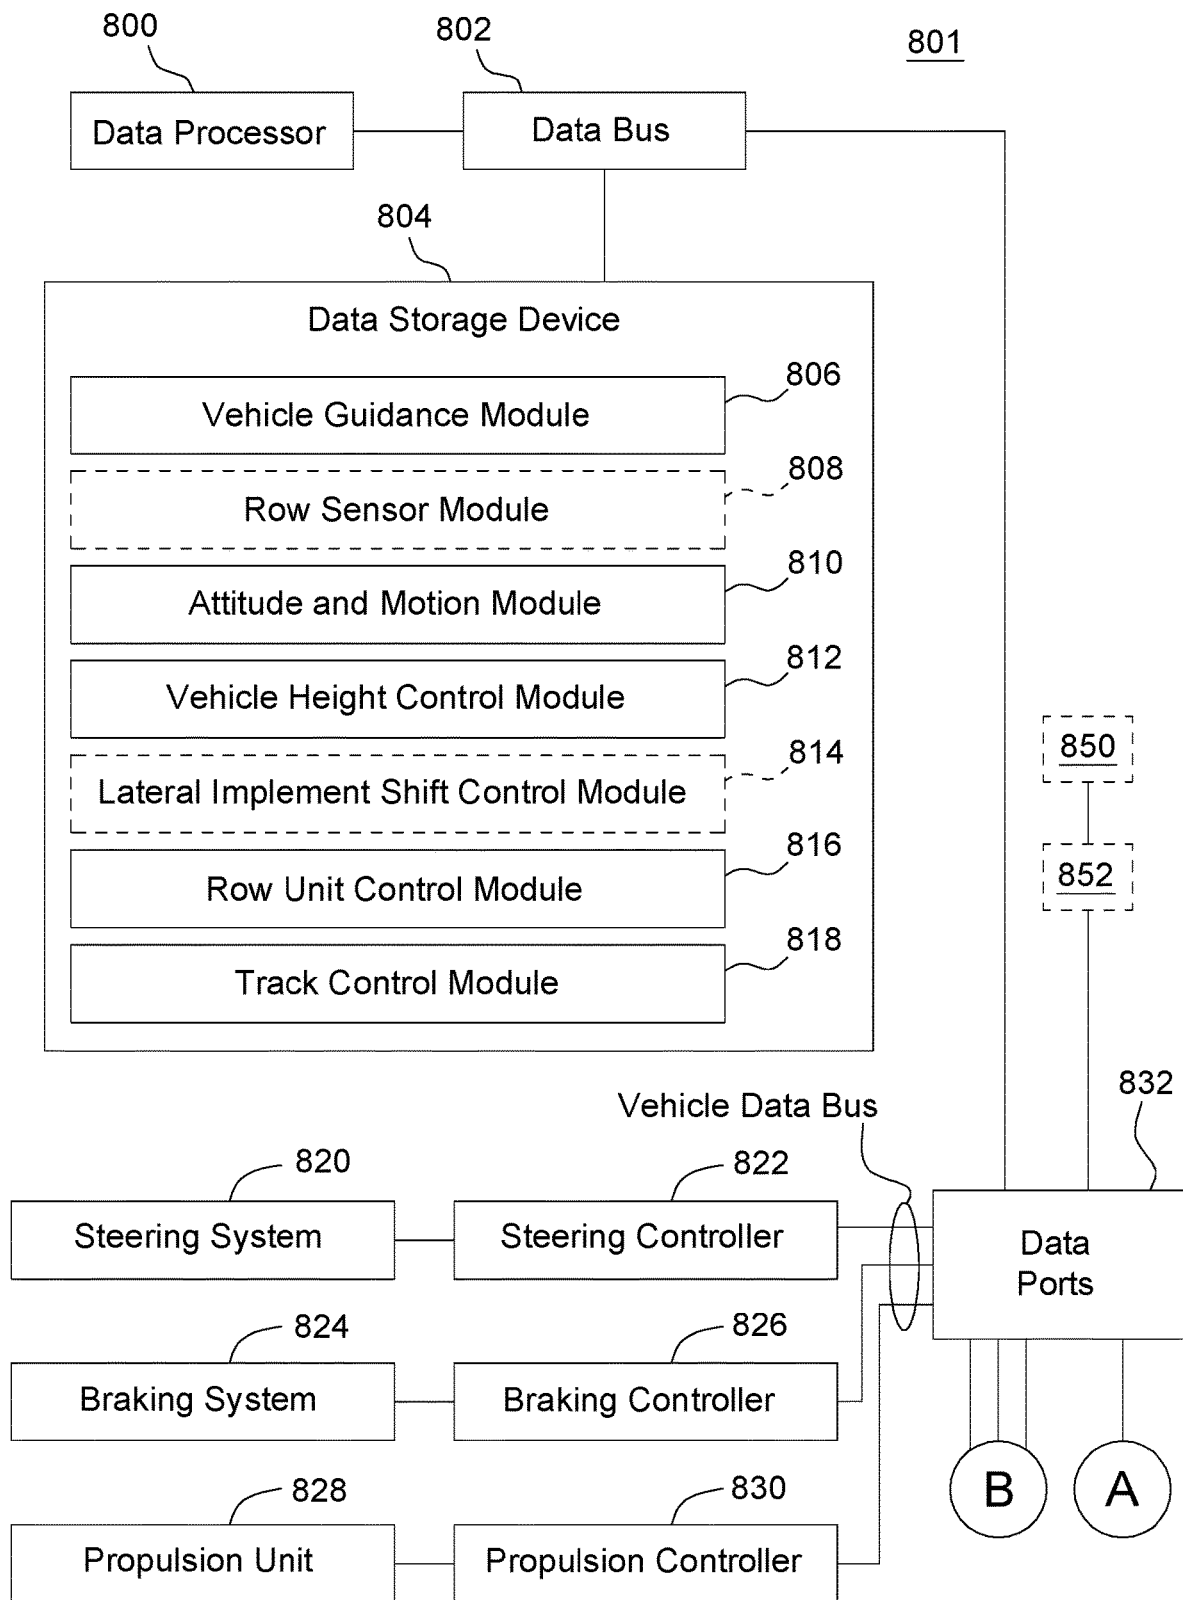 800
802
801
Data Processor
Data Bus
804
Data Storage Device
806
Vehicle Guidance Module
808
Row Sensor Module
810
Attitude and Motion Module
812
Vehicle Height Control Module
814
Lateral Implement Shift Control Module
816
Row Unit Control Module
818
Track Control Module
850
852
Vehicle Data Bus
832
820
822
Steering System
Steering Controller
Data
Ports
824
826
Braking System
Braking Controller
B
A
828
830
Propulsion Unit
Propulsion Controller